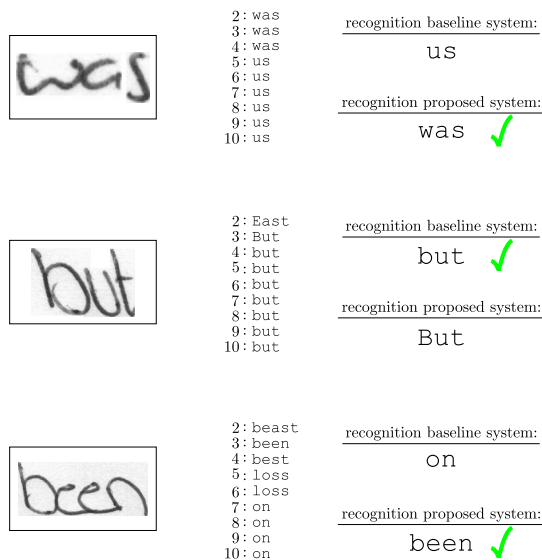 was
2: was
3: was
4: was
5: us
6: us
7: us
8: us
9: us
10: us
recognition baseline system:
us
recognition proposed system:
was
but
2: East
3: But
4: but
5: but
6: but
7: but
8: but
9: but
10: but
recognition baseline system:
but
recognition proposed system:
But
been
2: beast
3: been
4: best
5: loss
6: loss
7: on
8: on
9: on
10: on
recognition baseline system:
on
recognition proposed system:
been